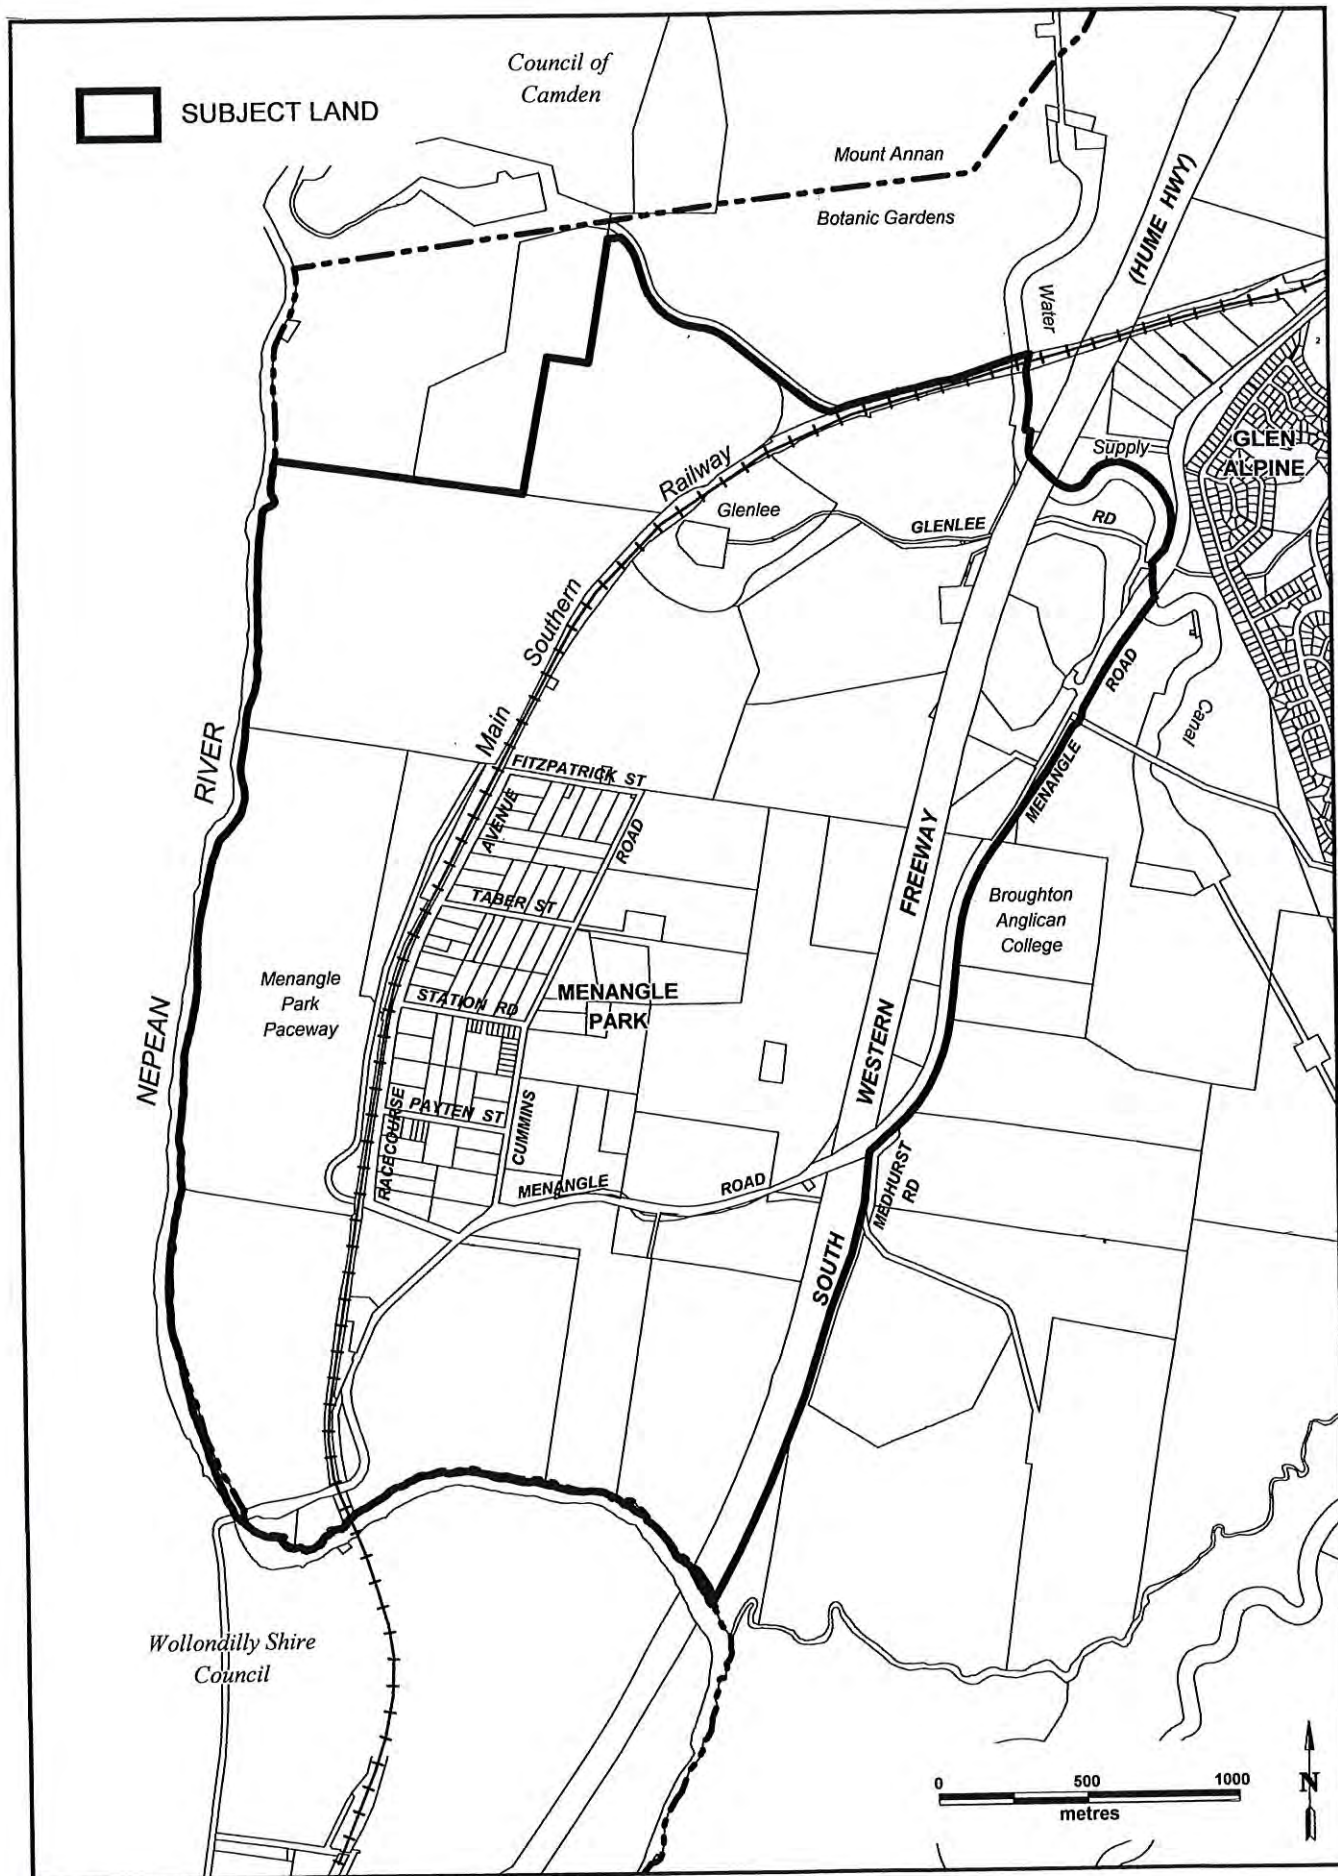 Council of
Camden
SUBJECT LAND
Mount Annan
Botanic Gardens
(HUME HWY)
Water
2
GLEN
ALPINE
Supply
Railway
Glenlee
GLENLEE
RD
Southern
Main
ROAD
Canal
MENANGLE
RIVER
FITZPATRICK ST
AVENUE
ROAD
FREEWAY
TABER ST
Broughton
Anglican
College
Menangle
Park
Paceway
STATION RD
MENANGLE
PARK
NEPEAN
WESTERN
RACECOURSE
PAYTEN ST
CUMMINS
MENANGLE
ROAD
MEDHURST
RD
SOUTH
Wollondilly Shire
Council
0 500 1000
metres
N